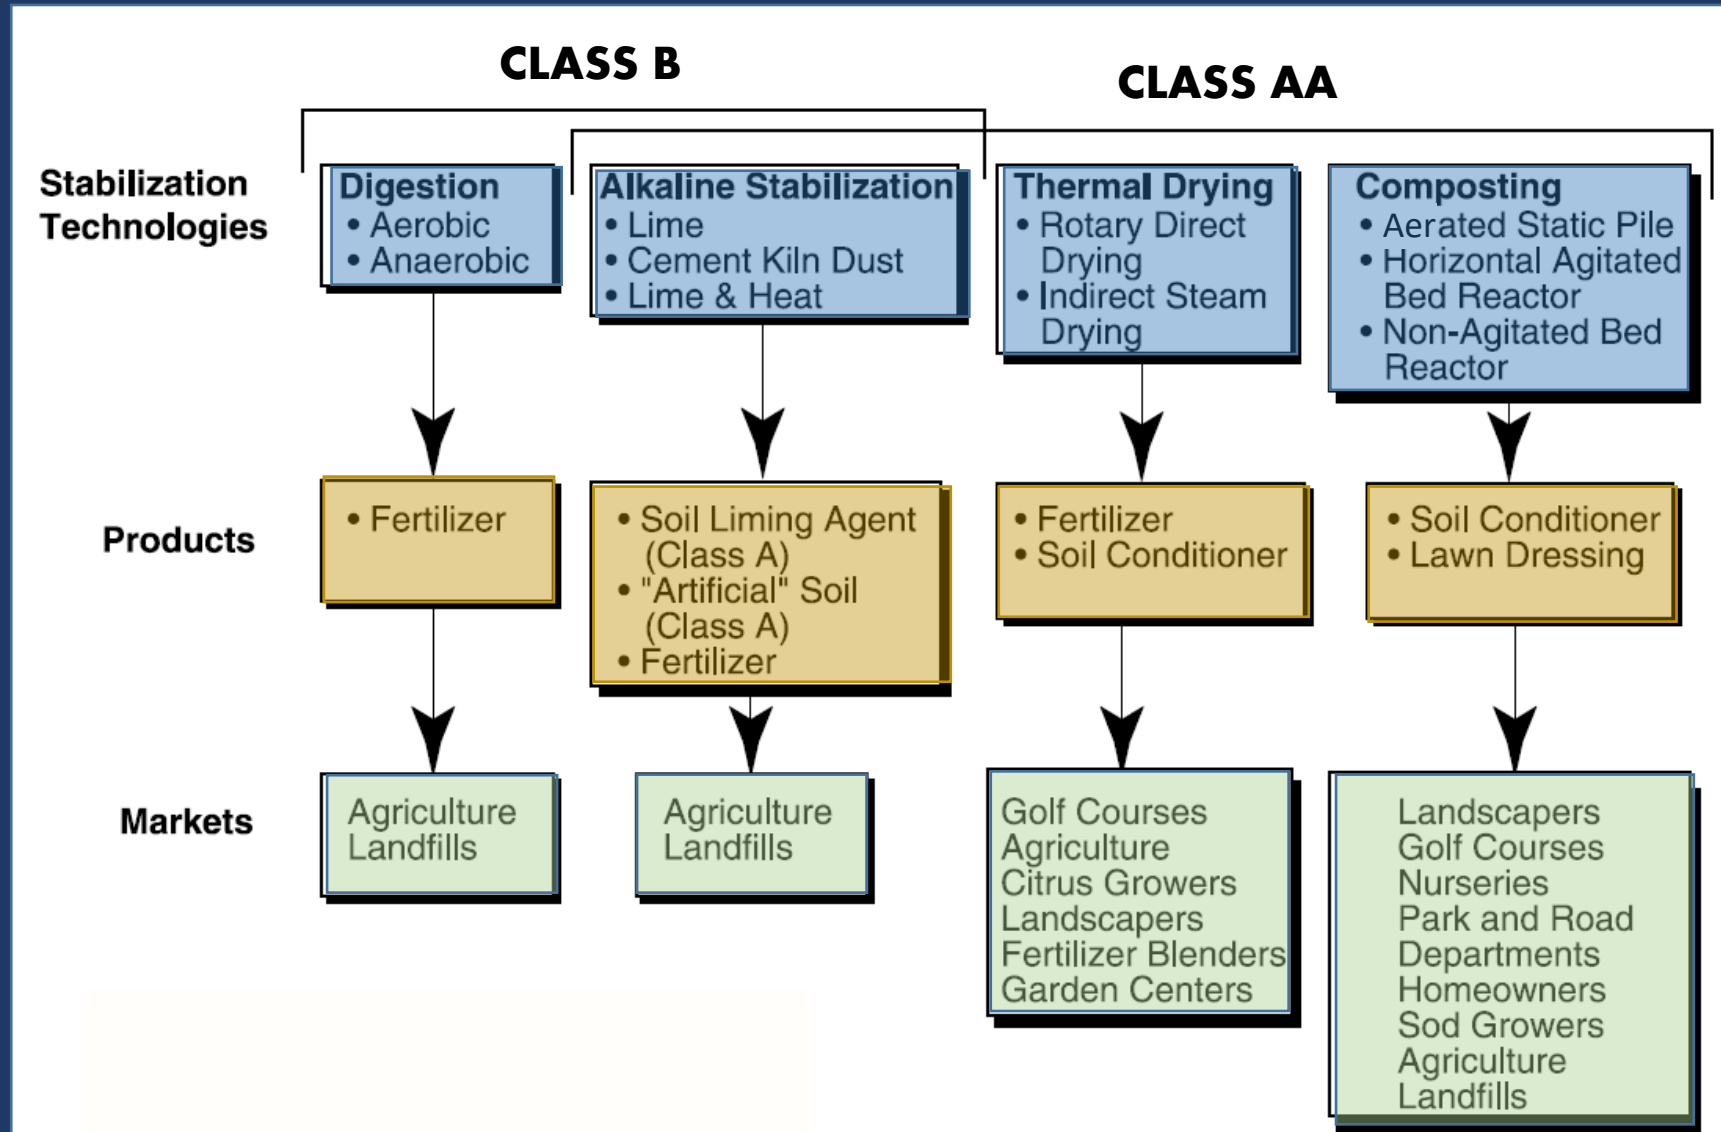 CLASS B
CLASS AA
Stabilization
Technologies
Digestion
• Aerobic
• Anaerobic
Alkaline Stabilization
• Lime
• Cement Kiln Dust
• Lime & Heat
Thermal Drying
• Rotary Direct
Drying
• Indirect Steam
Drying
Composting
• Aerated Static Pile
• Horizontal Agitated
Bed Reactor
• Non-Agitated Bed
Reactor
Products
• Fertilizer
• Soil Liming Agent
(Class A)
• "Artificial" Soil
(Class A)
• Fertilizer
• Fertilizer
• Soil Conditioner
• Soil Conditioner
• Lawn Dressing
Markets
Agriculture
Landfills
Agriculture
Landfills
Golf Courses
Agriculture
Citrus Growers
Landscapers
Fertilizer Blenders
Garden Centers
Landscapers
Golf Courses
Nurseries
Park and Road
Departments
Homeowners
Sod Growers
Agriculture
Landfills